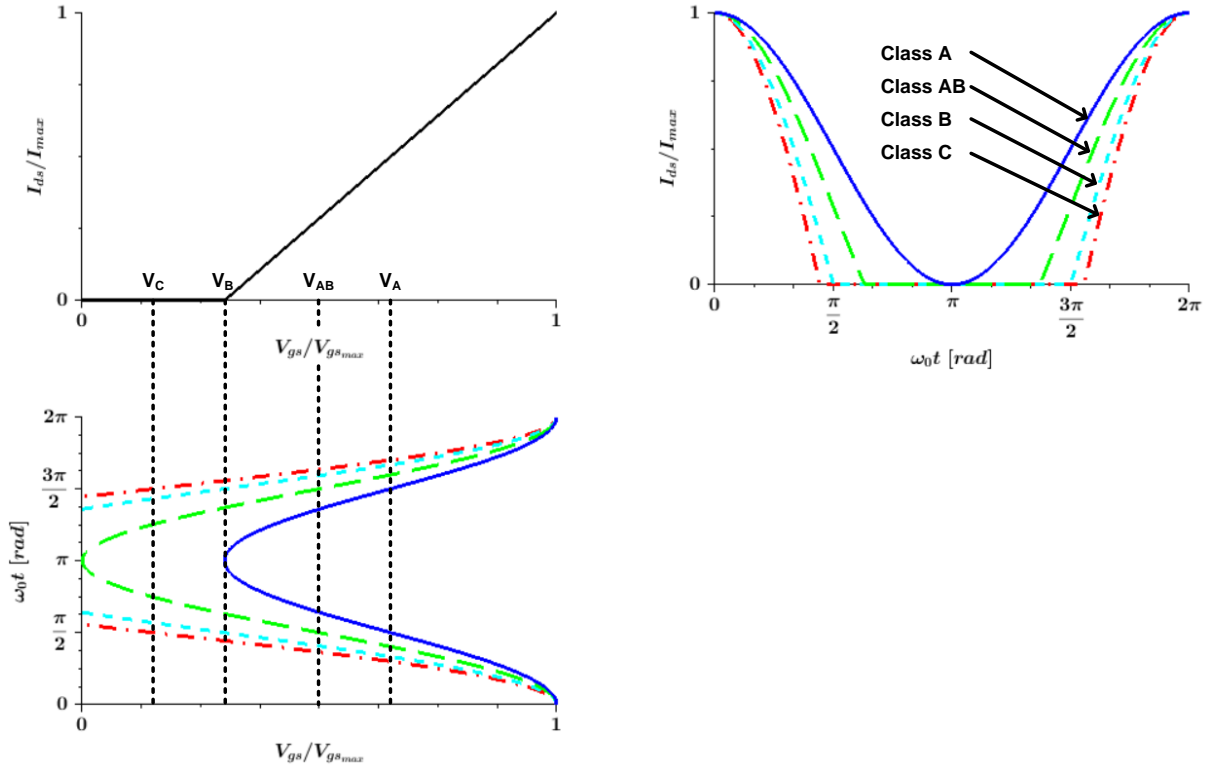 1
I_ds/I_max
0
V_C
V_B
V_AB
V_A
0
1
V_gs/V_gs_max
1
I_ds/I_max
0
Class A
Class AB
Class B
Class C
0
π/2
π
3π/2
2π
ω₀t [rad]
2π
3π/2
π
π/2
0
ω₀t [rad]
0
1
V_gs/V_gs_max